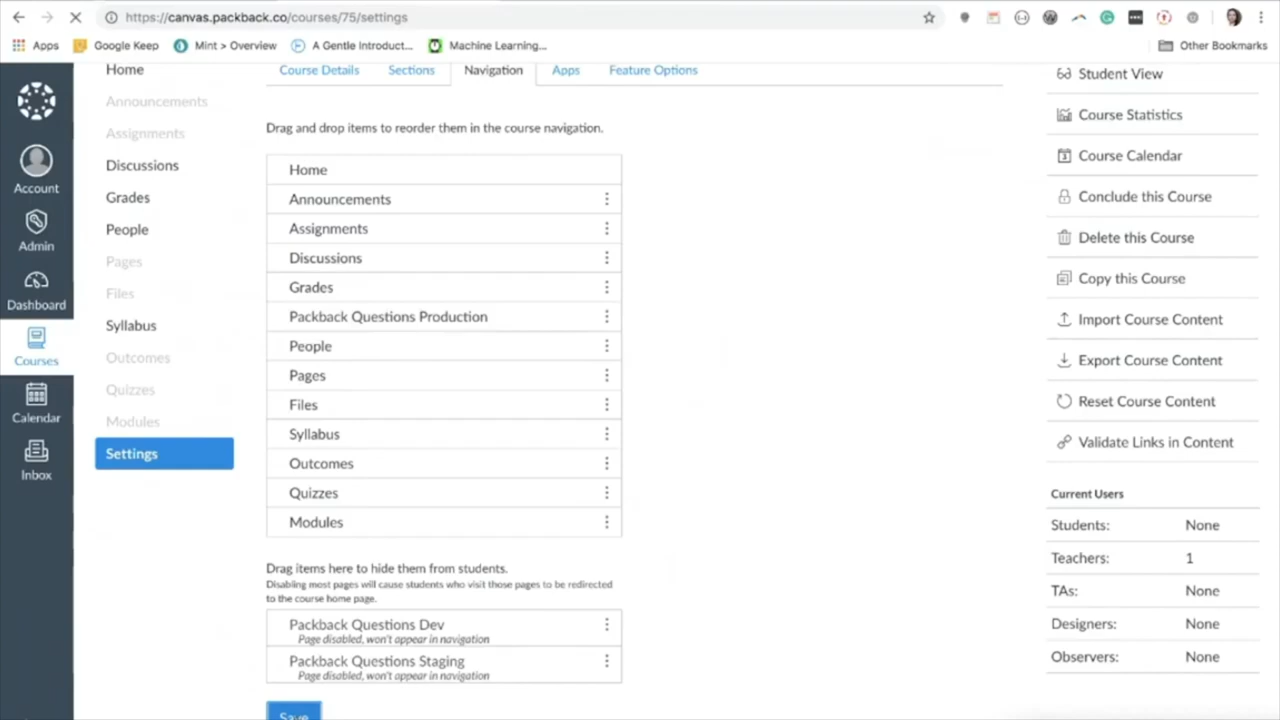 https://canvas.packback.co/courses/75/settings
Apps
Google Keep
Mint > Overview
A Gentle Introduct...
Machine Learning...
Other Bookmarks
Account
Admin
Dashboard
Courses
Calendar
Inbox
Home
Announcements
Assignments
Discussions
Grades
People
Pages
Files
Syllabus
Outcomes
Quizzes
Modules
Settings
Course Details
Sections
Navigation
Apps
Feature Options
Drag and drop items to reorder them in the course navigation.
Home
Announcements
Assignments
Discussions
Grades
Packback Questions Production
People
Pages
Files
Syllabus
Outcomes
Quizzes
Modules
Drag items here to hide them from students.
Disabling most pages will cause students who visit those pages to be redirected
to the course home page.
Packback Questions Dev
Page disabled, won't appear in navigation
Packback Questions Staging
Page disabled, won't appear in navigation
Save
Student View
Course Statistics
Course Calendar
Conclude this Course
Delete this Course
Copy this Course
Import Course Content
Export Course Content
Reset Course Content
Validate Links in Content
Current Users
Students: None
Teachers: 1
TAs: None
Designers: None
Observers: None